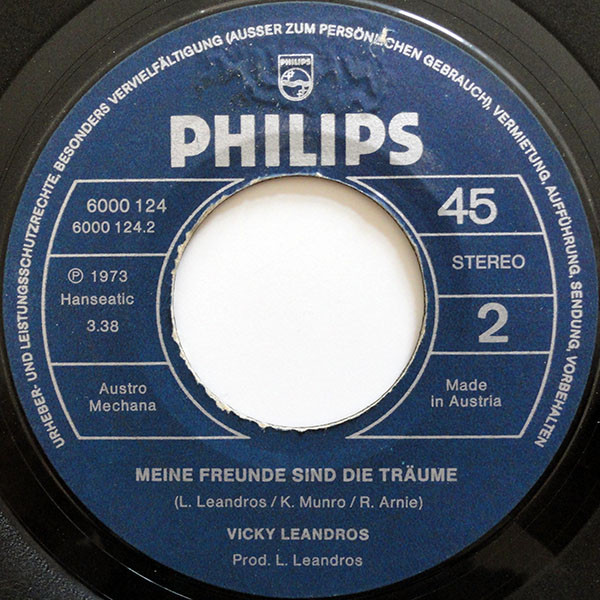 URHEBER- UND LEISTUNGSSCHUTZRECHTE, BESONDERS VERVIELFÄLTIGUNG (AUSSER ZUM PERSÖNLICHEN GEBRAUCH), VERMIETUNG, AUFFÜHRUNG, SENDUNG, VORBEHALTEN
PHILIPS
PHILIPS
6000 124
6000 124.2
45
STEREO
℗ 1973
Hanseatic
3.38
2
Austro
Mechana
Made
in Austria
MEINE FREUNDE SIND DIE TRÄUME
(L. Leandros / K. Munro / R. Arnie)
VICKY LEANDROS
Prod. L. Leandros